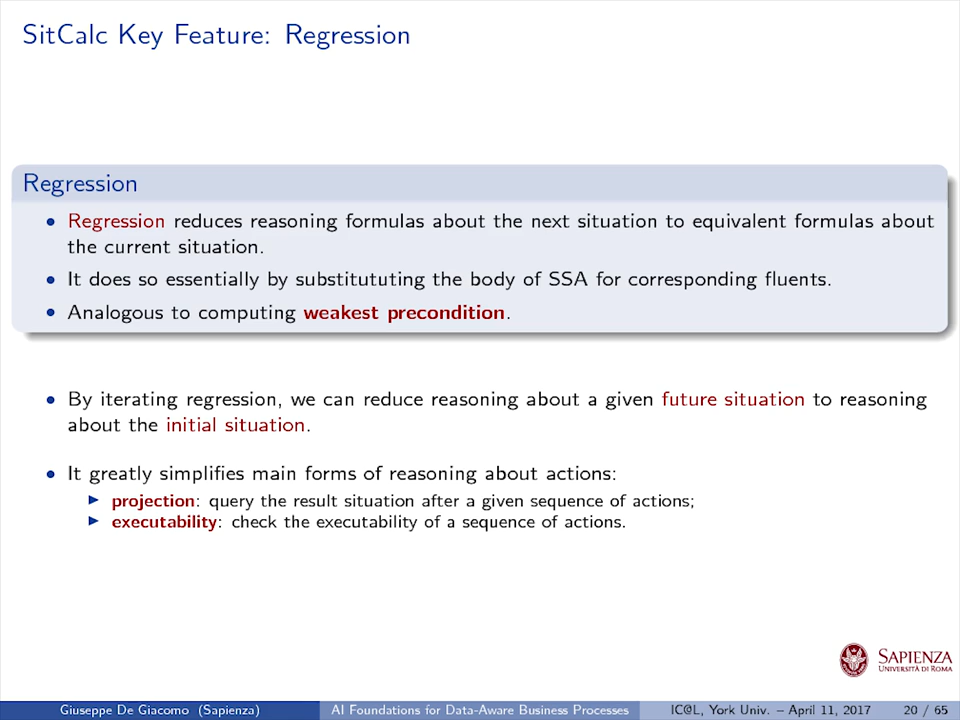 SitCalc Key Feature: Regression
Regression
• Regression reduces reasoning formulas about the next situation to equivalent formulas about
the current situation.
• It does so essentially by substitututing the body of SSA for corresponding fluents.
• Analogous to computing weakest precondition.
• By iterating regression, we can reduce reasoning about a given future situation to reasoning
about the initial situation.
• It greatly simplifies main forms of reasoning about actions:
▶ projection: query the result situation after a given sequence of actions;
▶ executability: check the executability of a sequence of actions.
SAPIENZA
UNIVERSITÀ DI ROMA
Giuseppe De Giacomo (Sapienza) AI Foundations for Data-Aware Business Processes IC@L, York Univ. – April 11, 2017 20 / 65